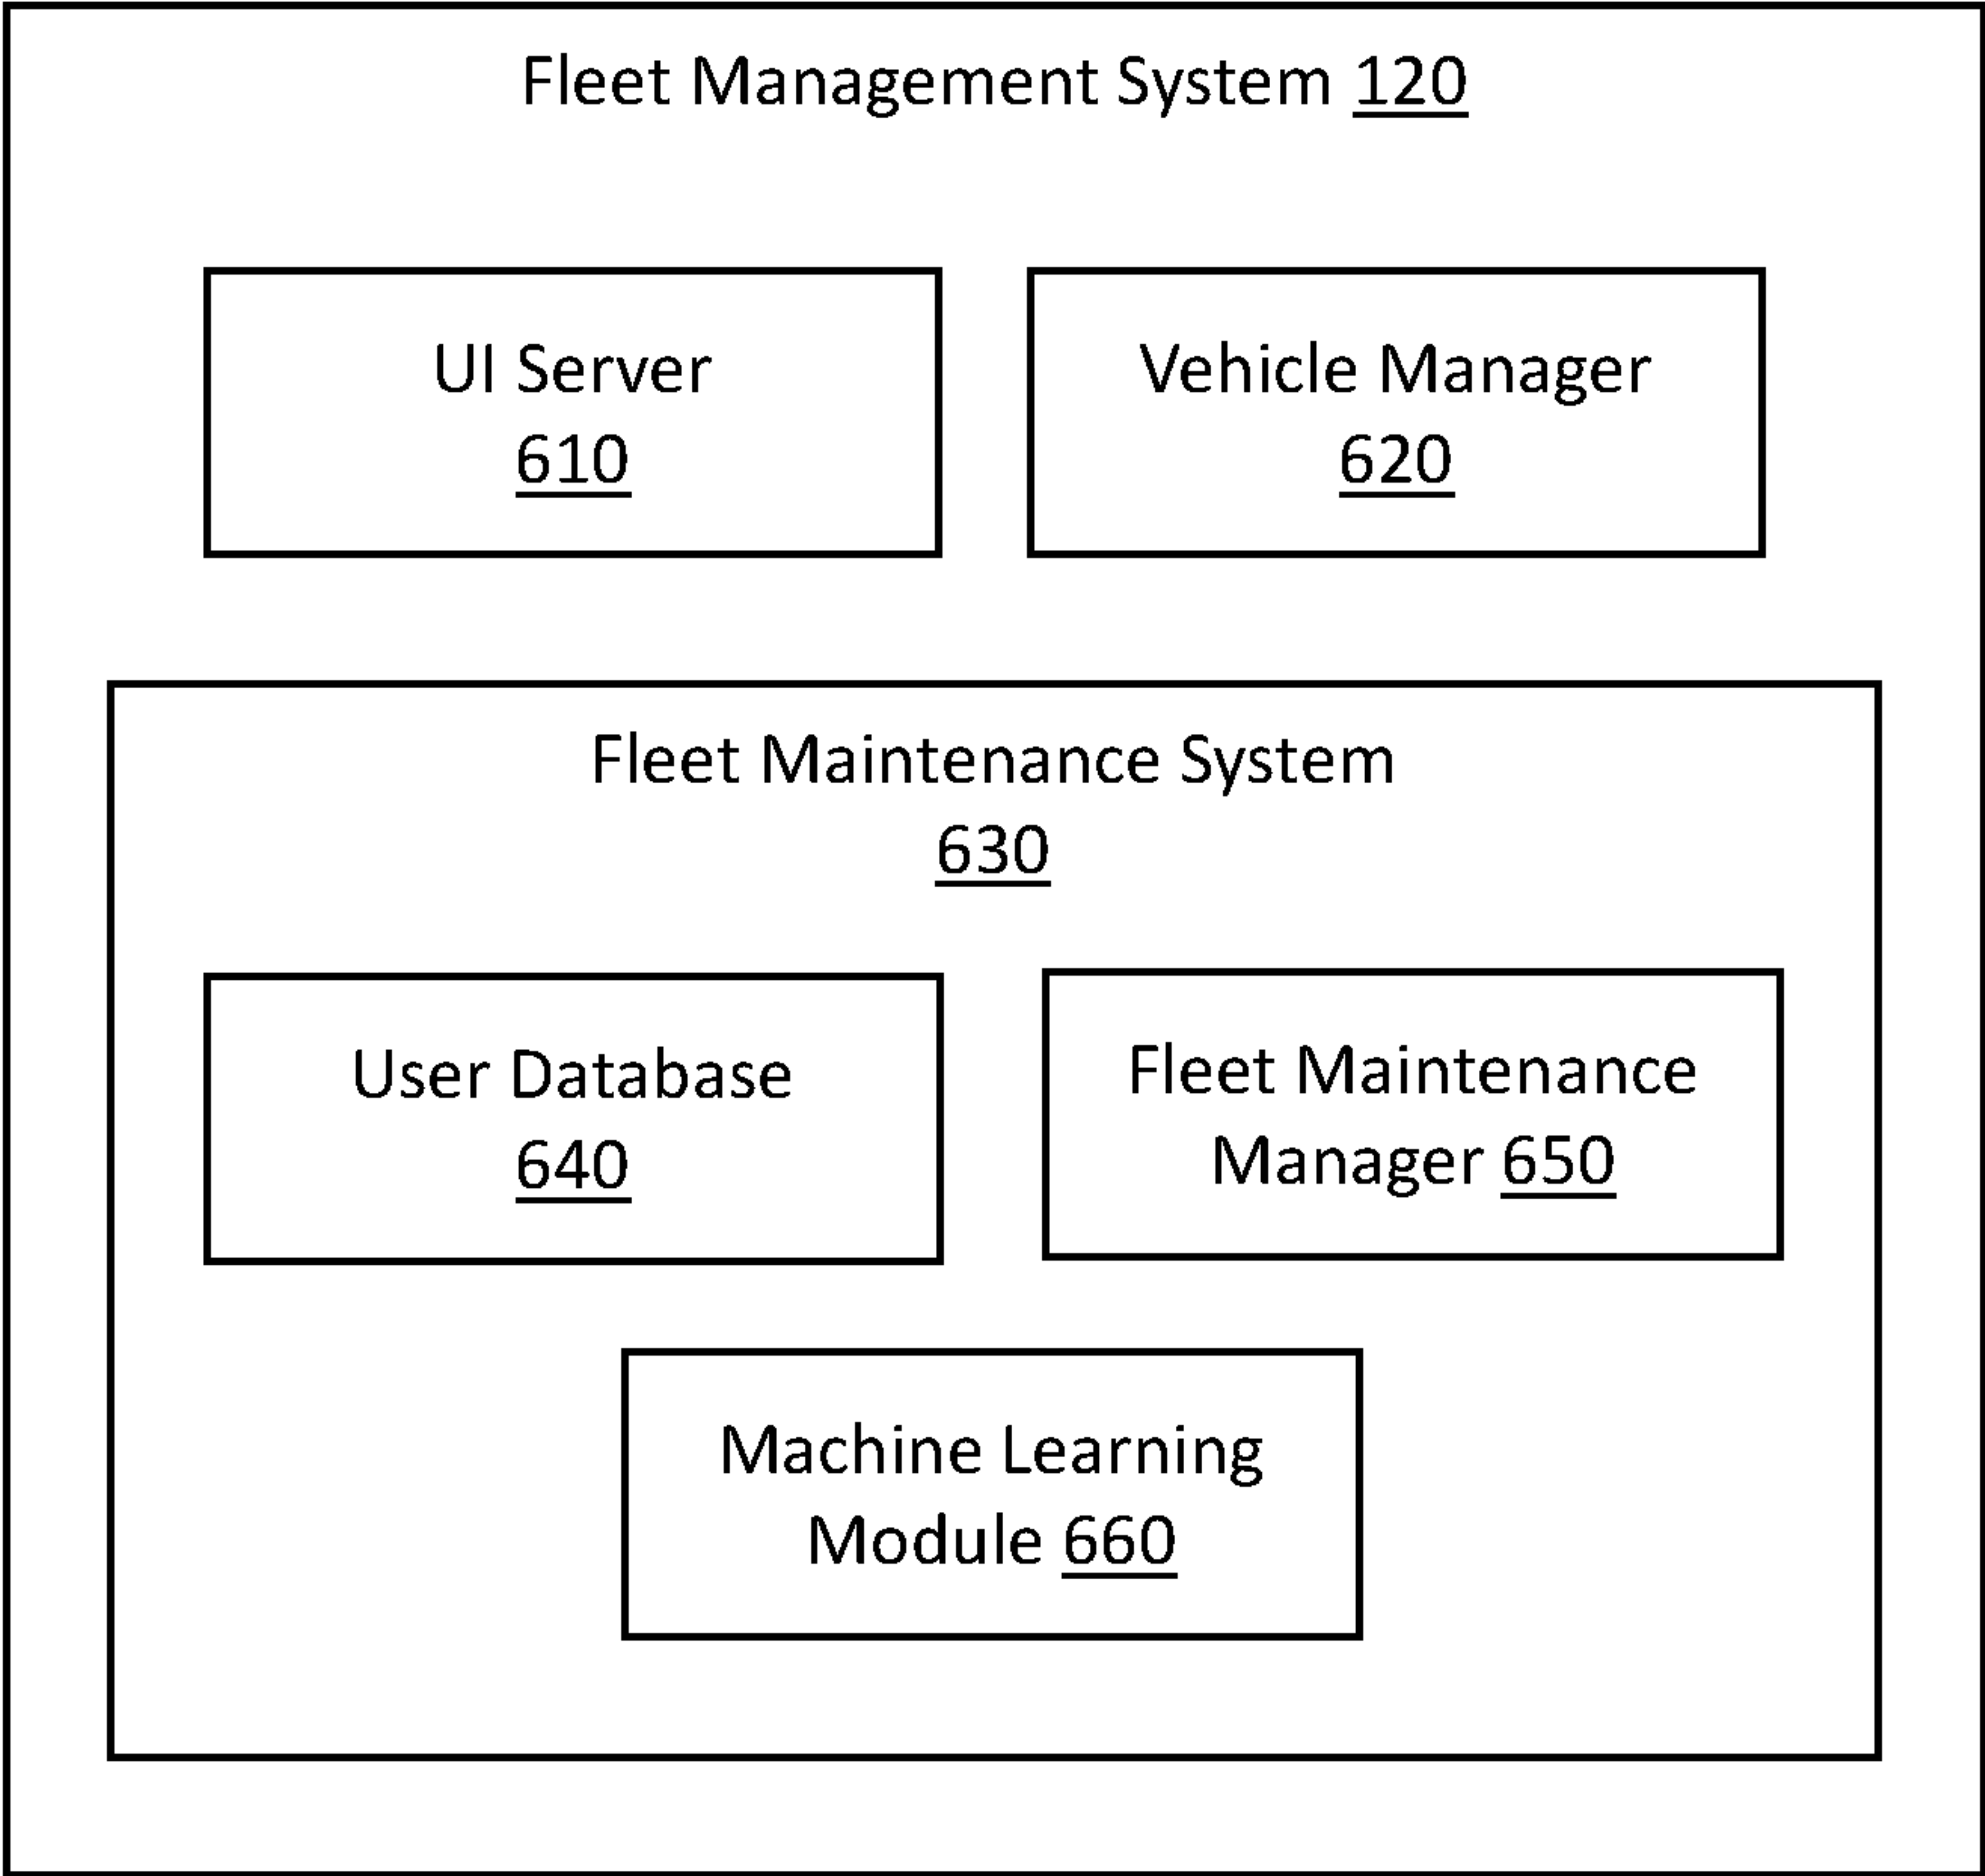 Fleet Management System 120
UI Server
610
Vehicle Manager
620
Fleet Maintenance System
630
User Database
640
Fleet Maintenance
Manager 650
Machine Learning
Module 660